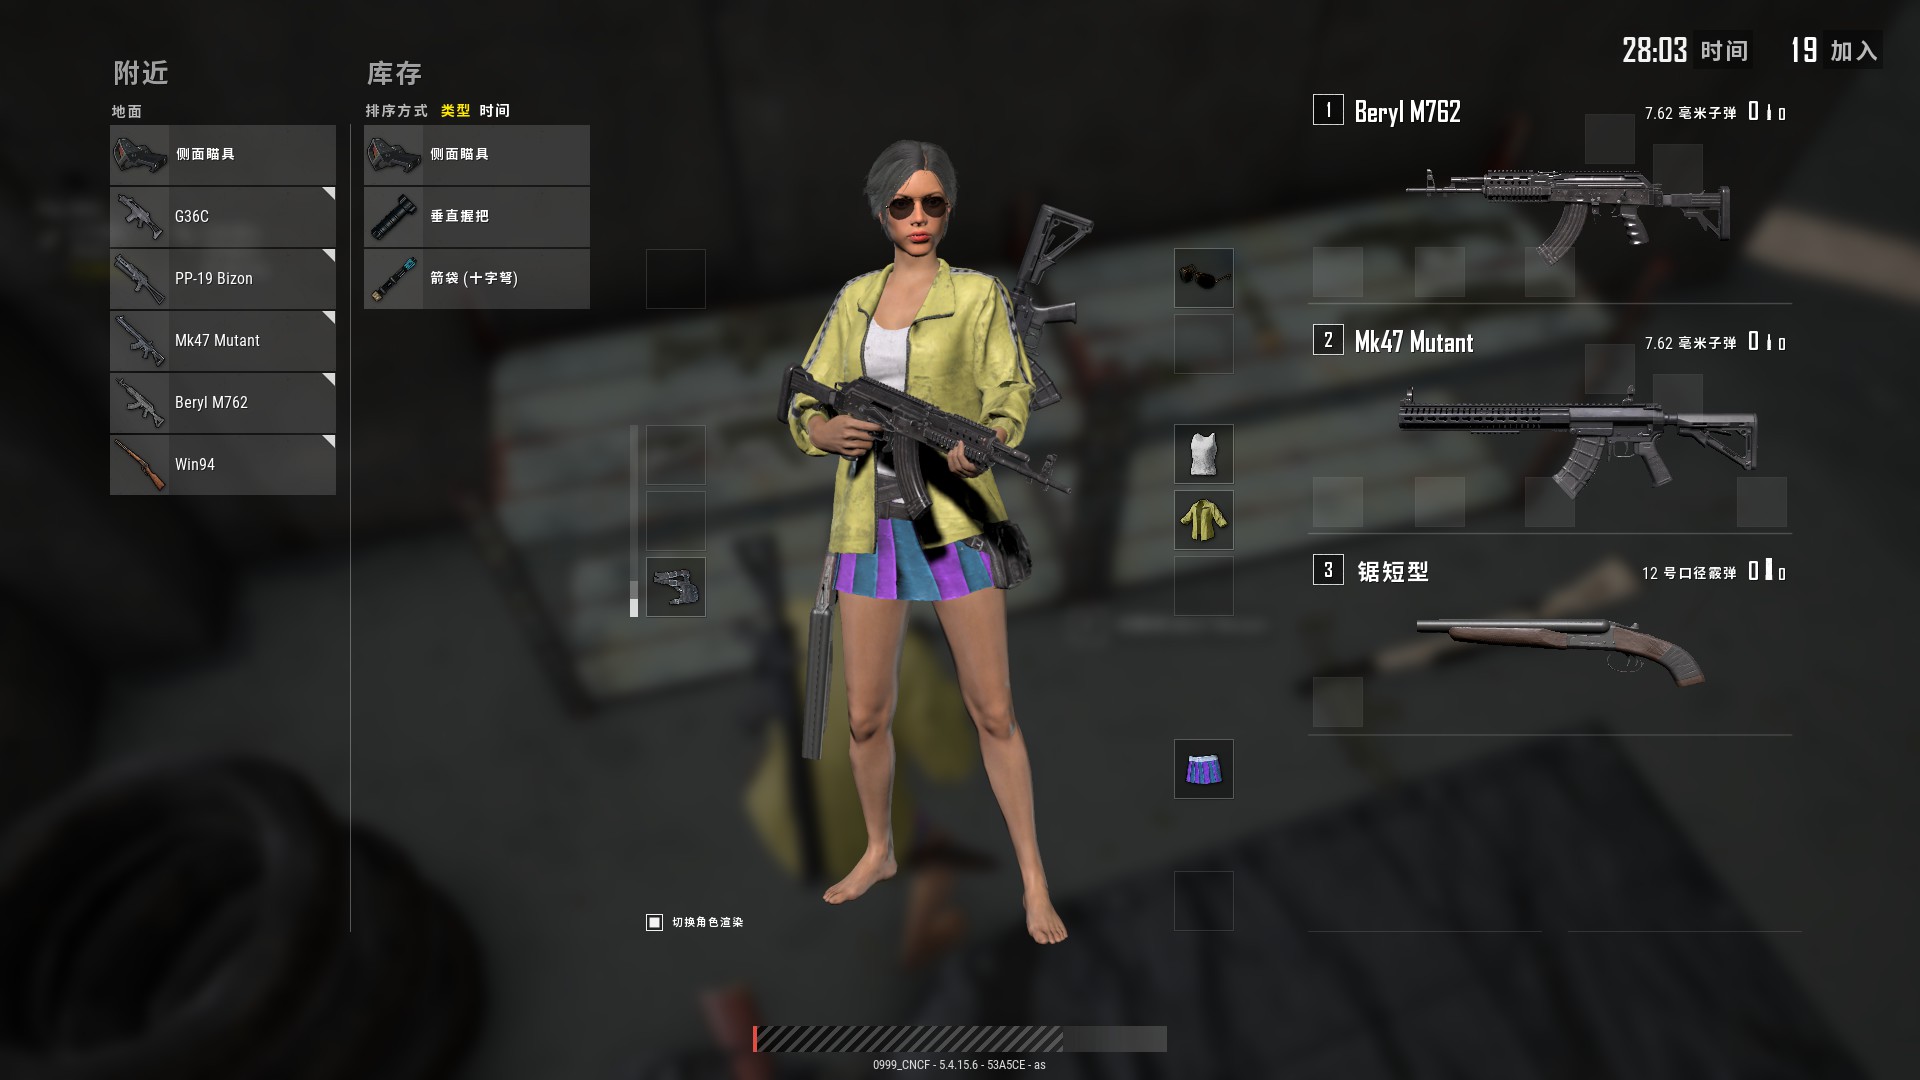 附近
地面
侧面瞄具
G36C
PP-19 Bizon
Mk47 Mutant
Beryl M762
Win94
库存
排序方式 类型 时间
侧面瞄具
垂直握把
箭袋 (十字弩)
切换角色渲染
28:03 时间 19 加入
1 Beryl M762 7.62 毫米子弹 0 0
2 Mk47 Mutant 7.62 毫米子弹 0 0
3 锯短型 12 号口径霰弹 0 0
0999_CNCF - 5.4.15.6 - 53A5CE - as